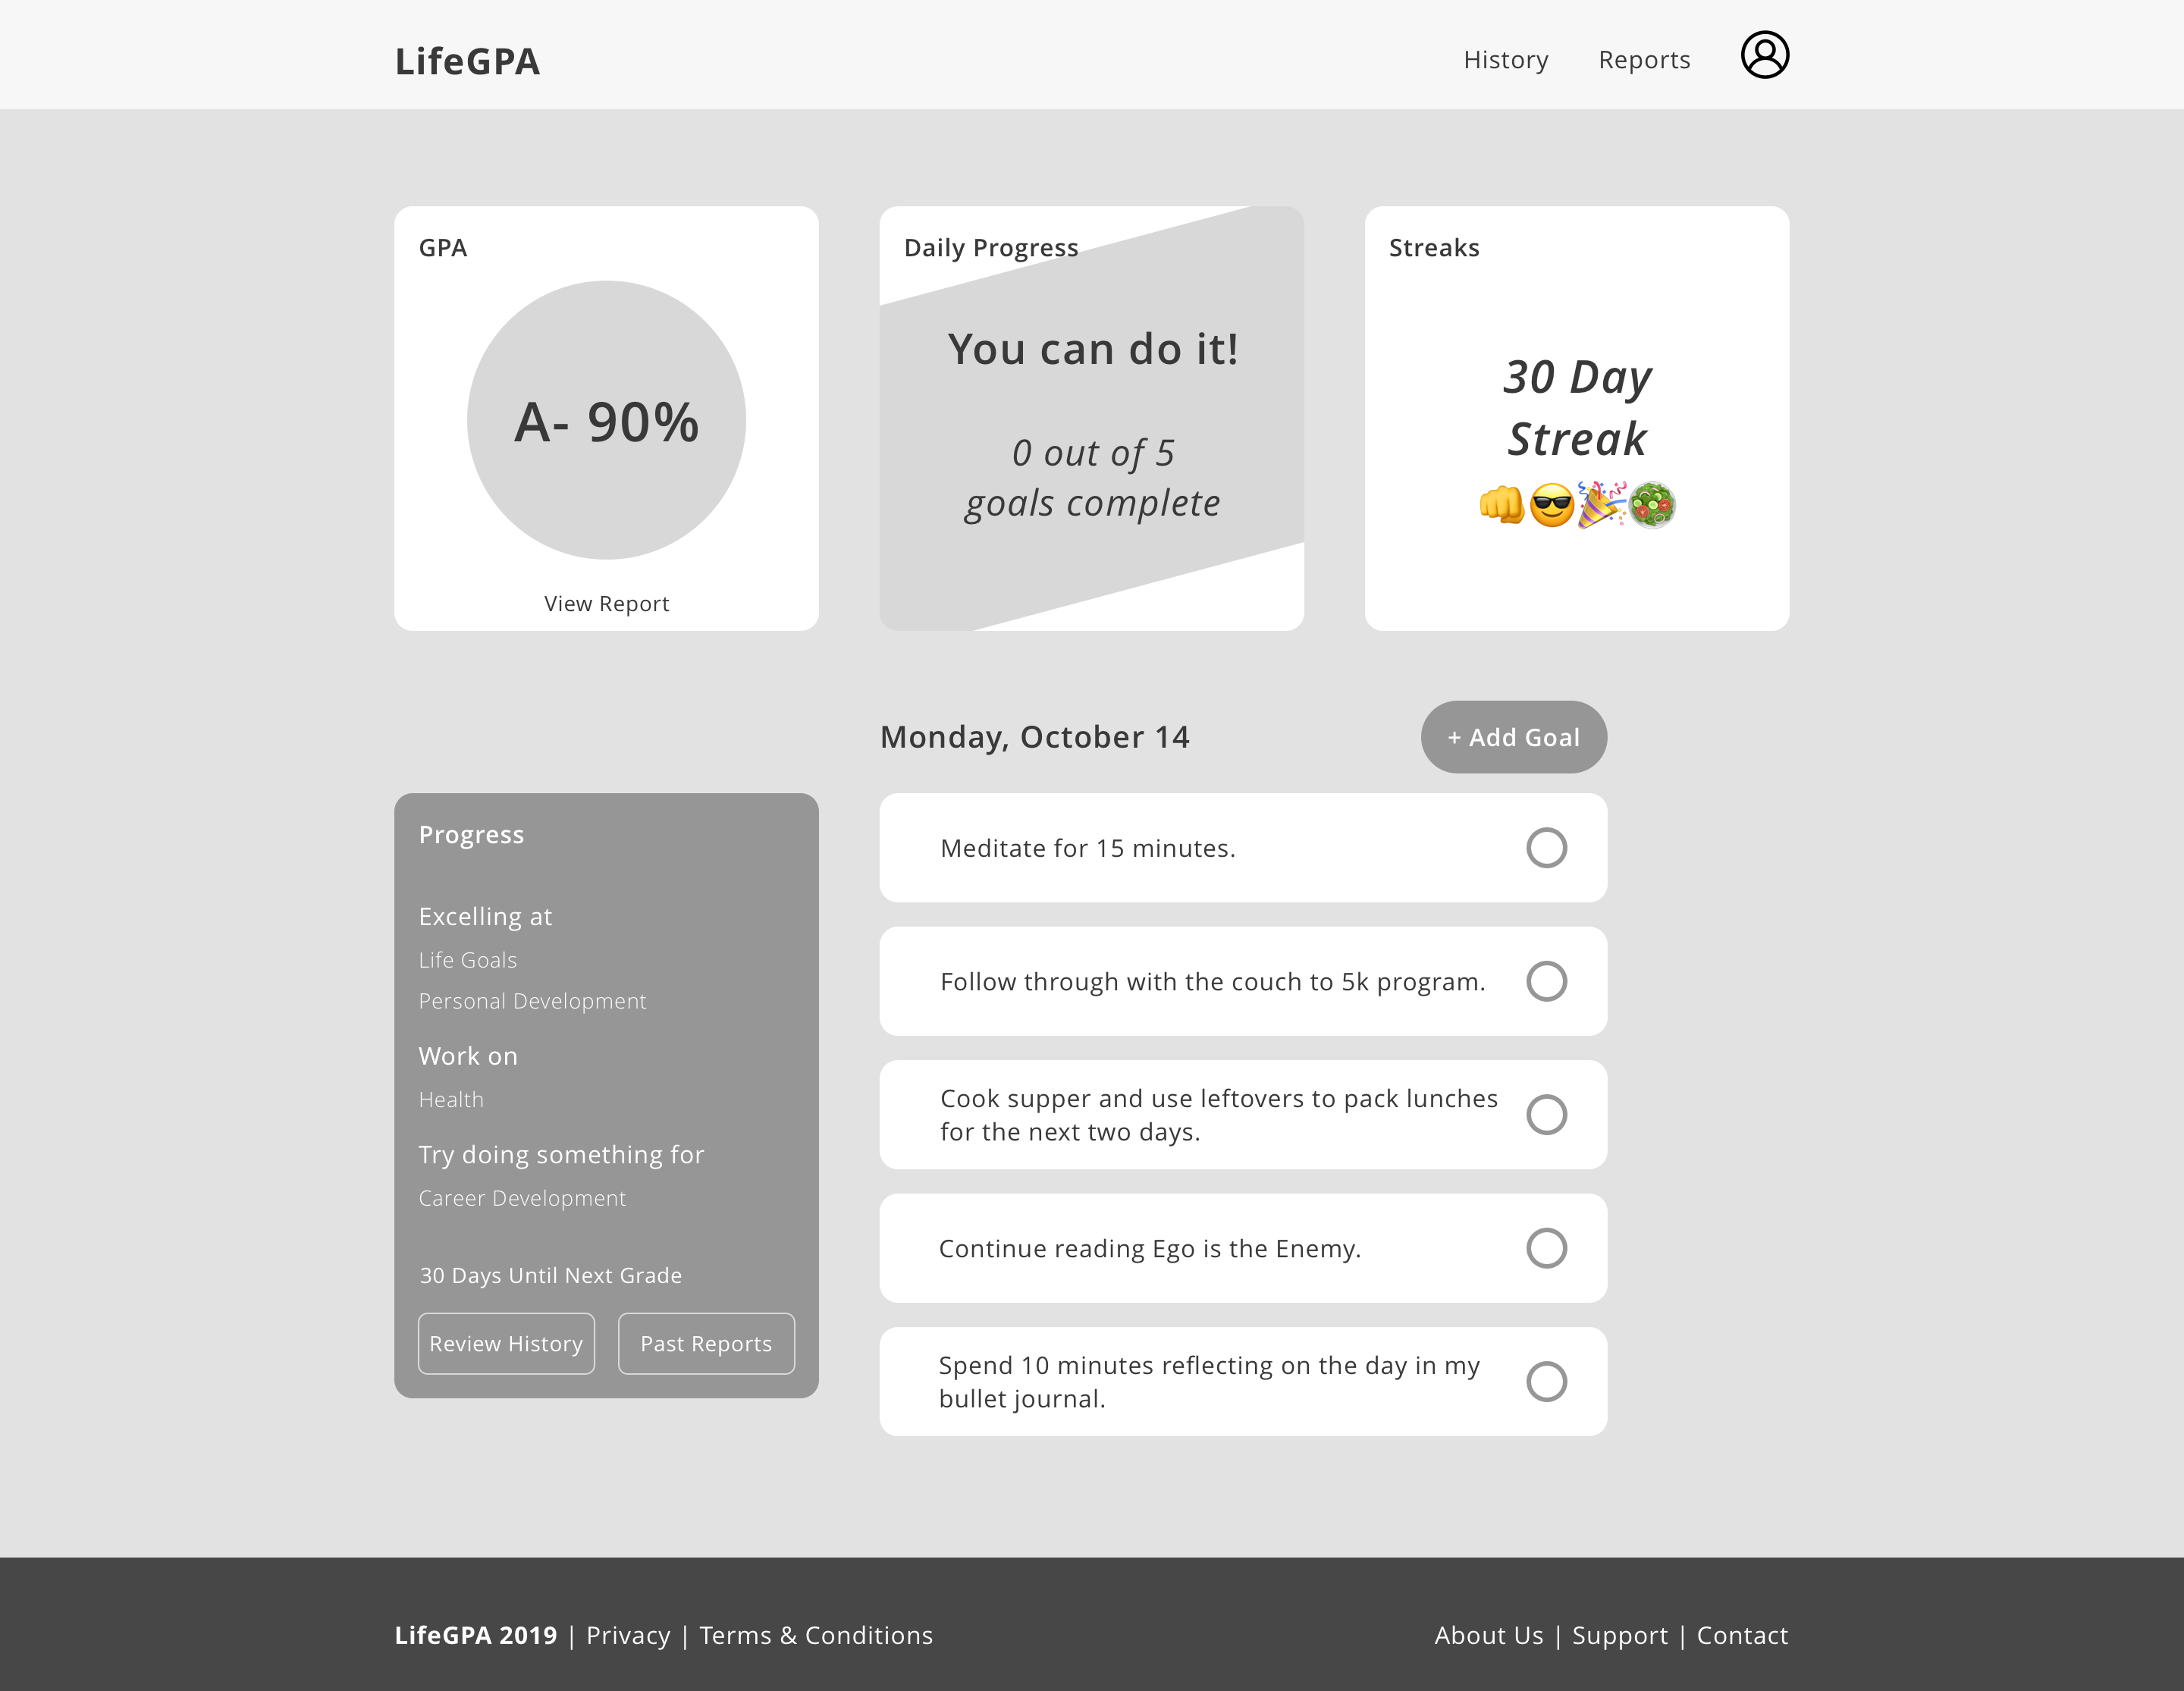 LifeGPA
History
Reports
GPA
A- 90%
View Report
Daily Progress
You can do it!
0 out of 5
goals complete
Streaks
30 Day
Streak
👊😎🎉🥗
Monday, October 14
+ Add Goal
Progress
Excelling at
Life Goals
Personal Development
Work on
Health
Try doing something for
Career Development
30 Days Until Next Grade
Review History
Past Reports
Meditate for 15 minutes.
Follow through with the couch to 5k program.
Cook supper and use leftovers to pack lunches
for the next two days.
Continue reading Ego is the Enemy.
Spend 10 minutes reflecting on the day in my
bullet journal.
LifeGPA 2019 | Privacy | Terms & Conditions
About Us | Support | Contact